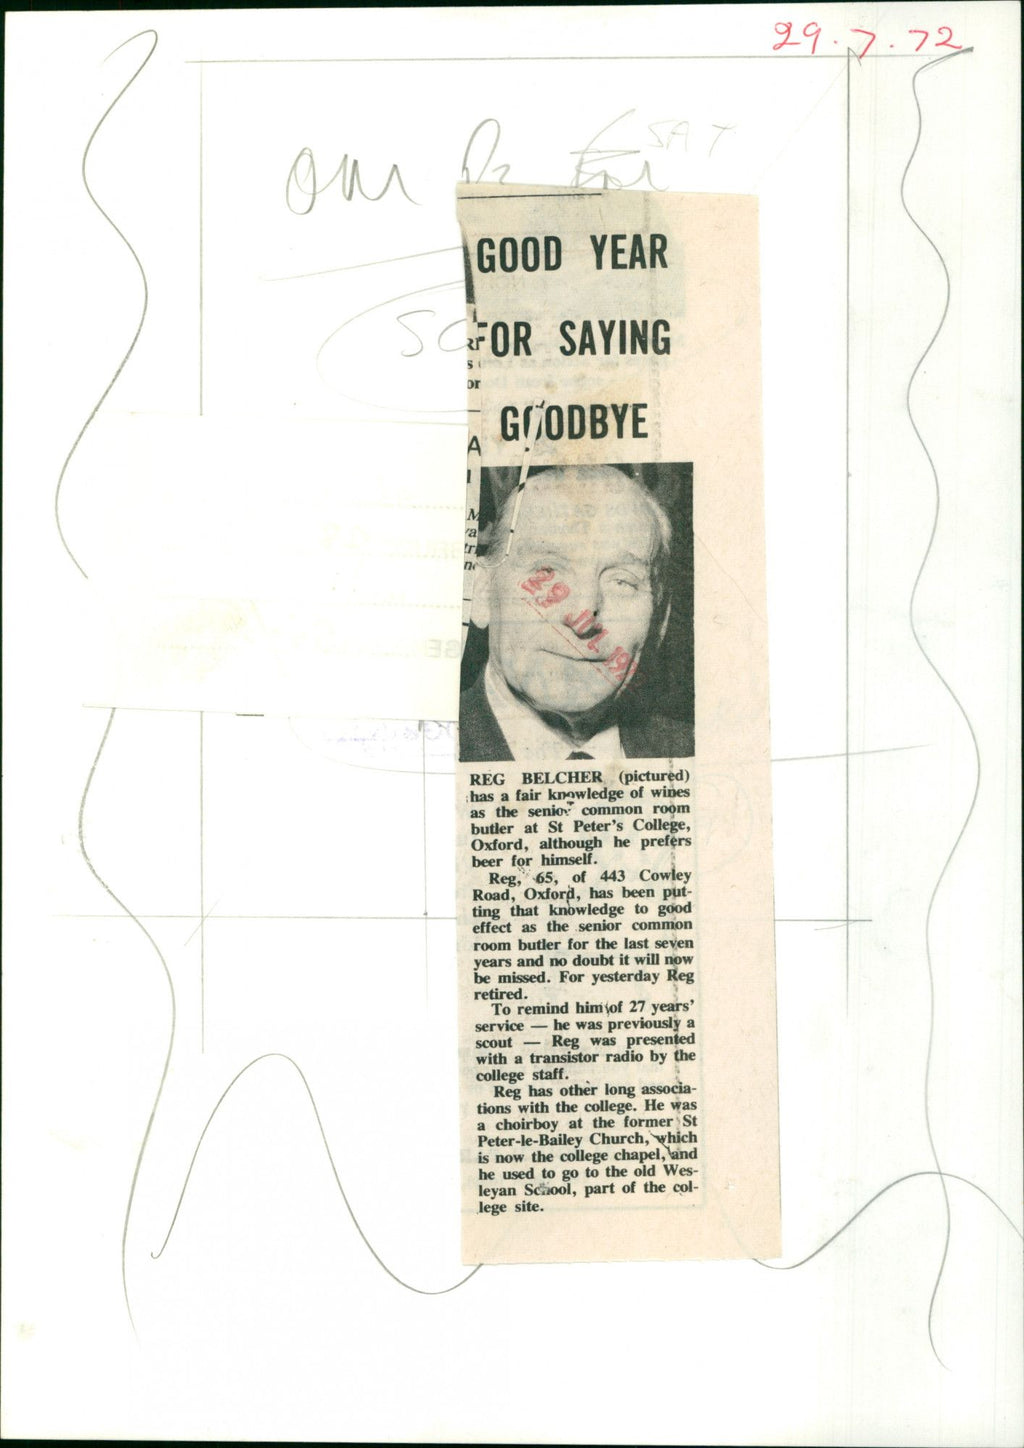 29.7.72
SAT
GOOD YEAR
FOR SAYING
GOODBYE
29 JUL 197
REG BELCHER (pictured)
has a fair knowledge of wines
as the senior common room
butler at St Peter's College,
Oxford, although he prefers
beer for himself.
Reg, 65, of 443 Cowley
Road, Oxford, has been put-
ting that knowledge to good
effect as the senior common
room butler for the last seven
years and no doubt it will now
be missed. For yesterday Reg
retired.
To remind him of 27 years'
service — he was previously a
scout — Reg was presented
with a transistor radio by the
college staff.
Reg has other long associa-
tions with the college. He was
a choirboy at the former St
Peter-le-Bailey Church, which
is now the college chapel, and
he used to go to the old Wes-
leyan School, part of the col-
lege site.